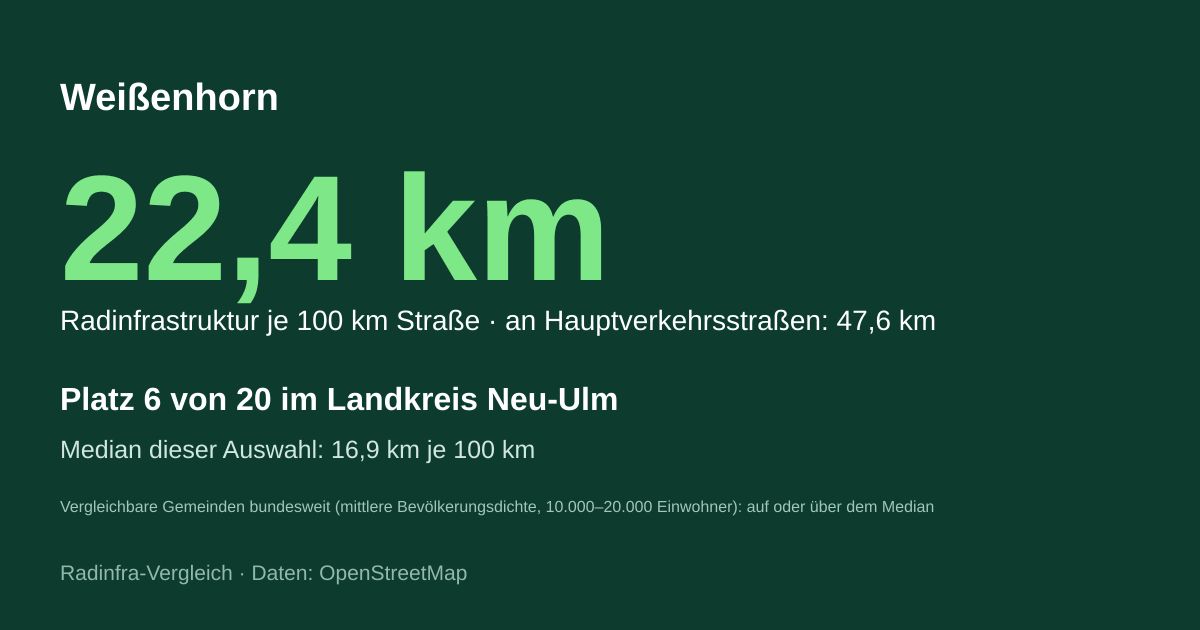 Weißenhorn
22,4 km
Radinfrastruktur je 100 km Straße · an Hauptverkehrsstraßen: 47,6 km
Platz 6 von 20 im Landkreis Neu-Ulm
Median dieser Auswahl: 16,9 km je 100 km
Vergleichbare Gemeinden bundesweit (mittlere Bevölkerungsdichte, 10.000–20.000 Einwohner): auf oder über dem Median
Radinfra-Vergleich · Daten: OpenStreetMap